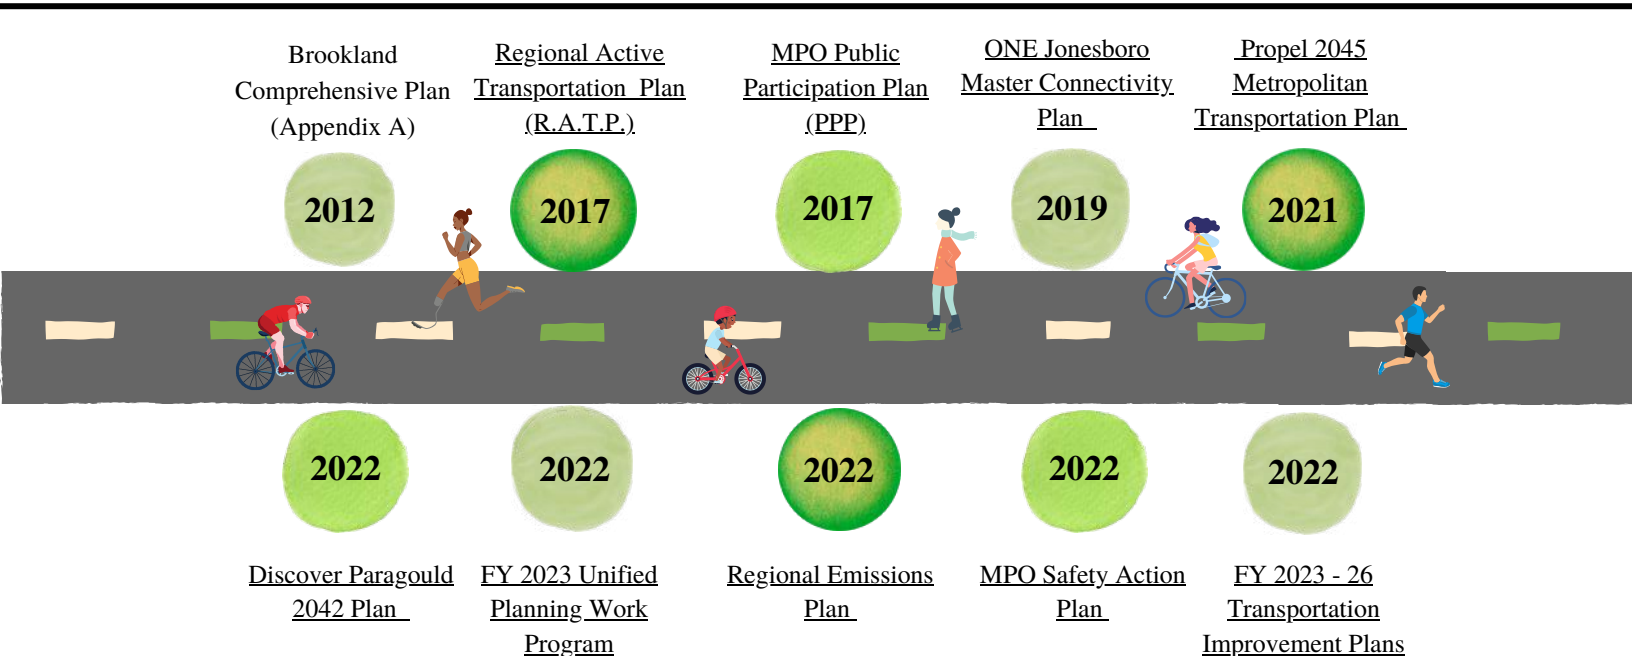 Brookland
Comprehensive Plan
(Appendix A)
2012
Regional Active
Transportation Plan
(R.A.T.P.)
2017
MPO Public
Participation Plan
(PPP)
2017
ONE Jonesboro
Master Connectivity
Plan
2019
Propel 2045
Metropolitan
Transportation Plan
2021
2022
Discover Paragould
2042 Plan
2022
FY 2023 Unified
Planning Work
Program
2022
Regional Emissions
Plan
2022
MPO Safety Action
Plan
2022
FY 2023 - 26
Transportation
Improvement Plans